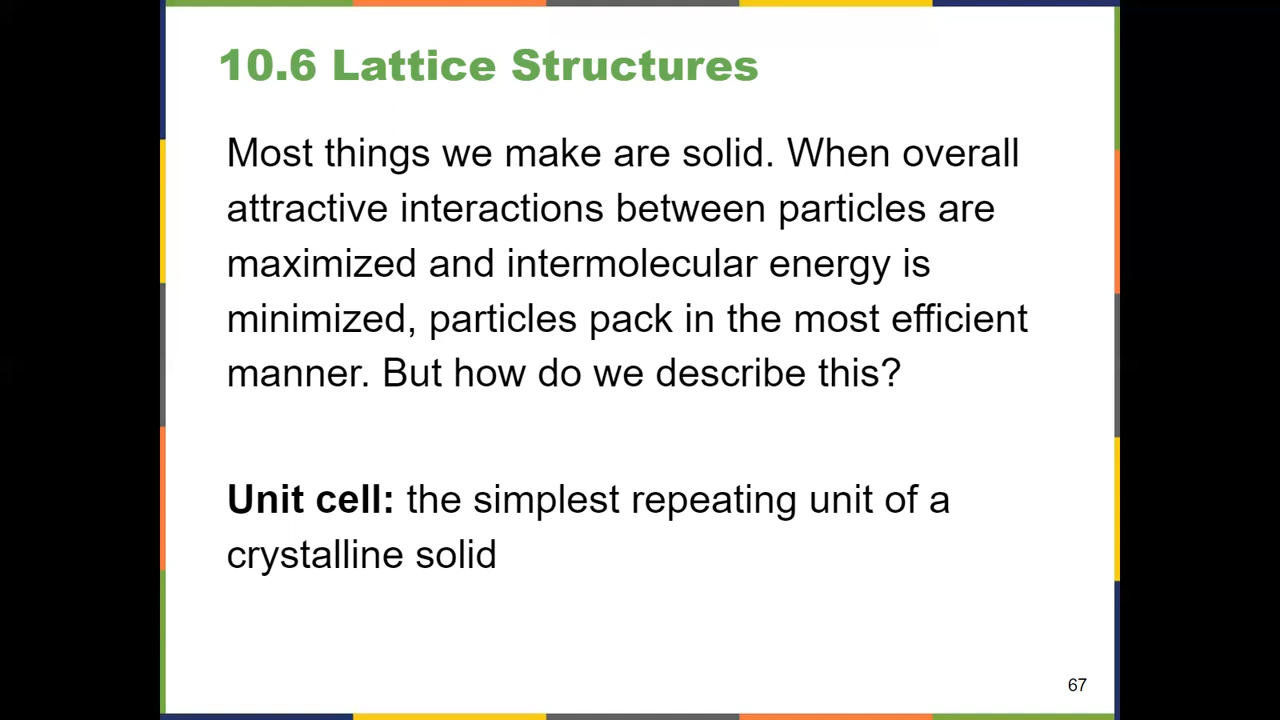 10.6 Lattice Structures
Most things we make are solid. When overall
attractive interactions between particles are
maximized and intermolecular energy is
minimized, particles pack in the most efficient
manner. But how do we describe this?
Unit cell: the simplest repeating unit of a
crystalline solid
67